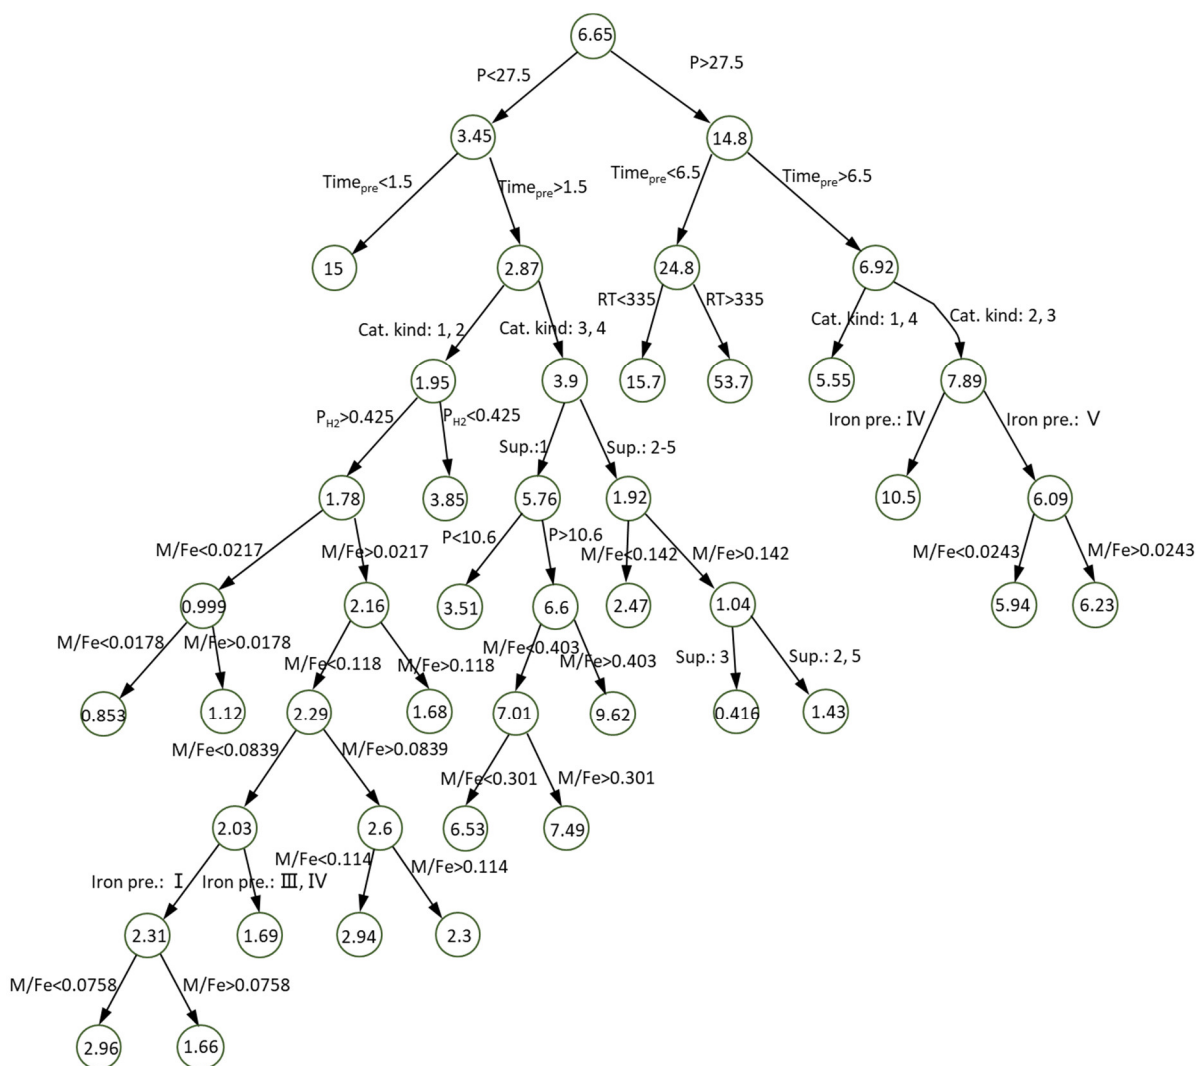 6.65
P<27.5
P>27.5
3.45
14.8
Timepre<1.5
Timepre>1.5
Timepre<6.5
Timepre>6.5
15
2.87
24.8
6.92
Cat. kind: 1, 2
Cat. kind: 3, 4
RT<335
RT>335
Cat. kind: 1, 4
Cat. kind: 2, 3
1.95
3.9
15.7
53.7
5.55
7.89
PH2>0.425
PH2<0.425
Sup.:1
Sup.: 2-5
Iron pre.: Ⅳ
Iron pre.: Ⅴ
1.78
3.85
5.76
1.92
10.5
6.09
M/Fe<0.0217
M/Fe>0.0217
P<10.6
P>10.6
M/Fe<0.142
M/Fe>0.142
M/Fe<0.0243
M/Fe>0.0243
0.999
2.16
3.51
6.6
2.47
1.04
5.94
6.23
M/Fe<0.0178
M/Fe>0.0178
M/Fe<0.118
M/Fe>0.118
M/Fe<0.403
M/Fe>0.403
Sup.: 3
Sup.: 2, 5
0.853
1.12
2.29
1.68
7.01
9.62
0.416
1.43
M/Fe<0.0839
M/Fe>0.0839
M/Fe<0.301
M/Fe>0.301
2.03
2.6
6.53
7.49
Iron pre.: Ⅰ
Iron pre.: Ⅲ, Ⅳ
M/Fe<0.114
M/Fe>0.114
2.31
1.69
2.94
2.3
M/Fe<0.0758
M/Fe>0.0758
2.96
1.66